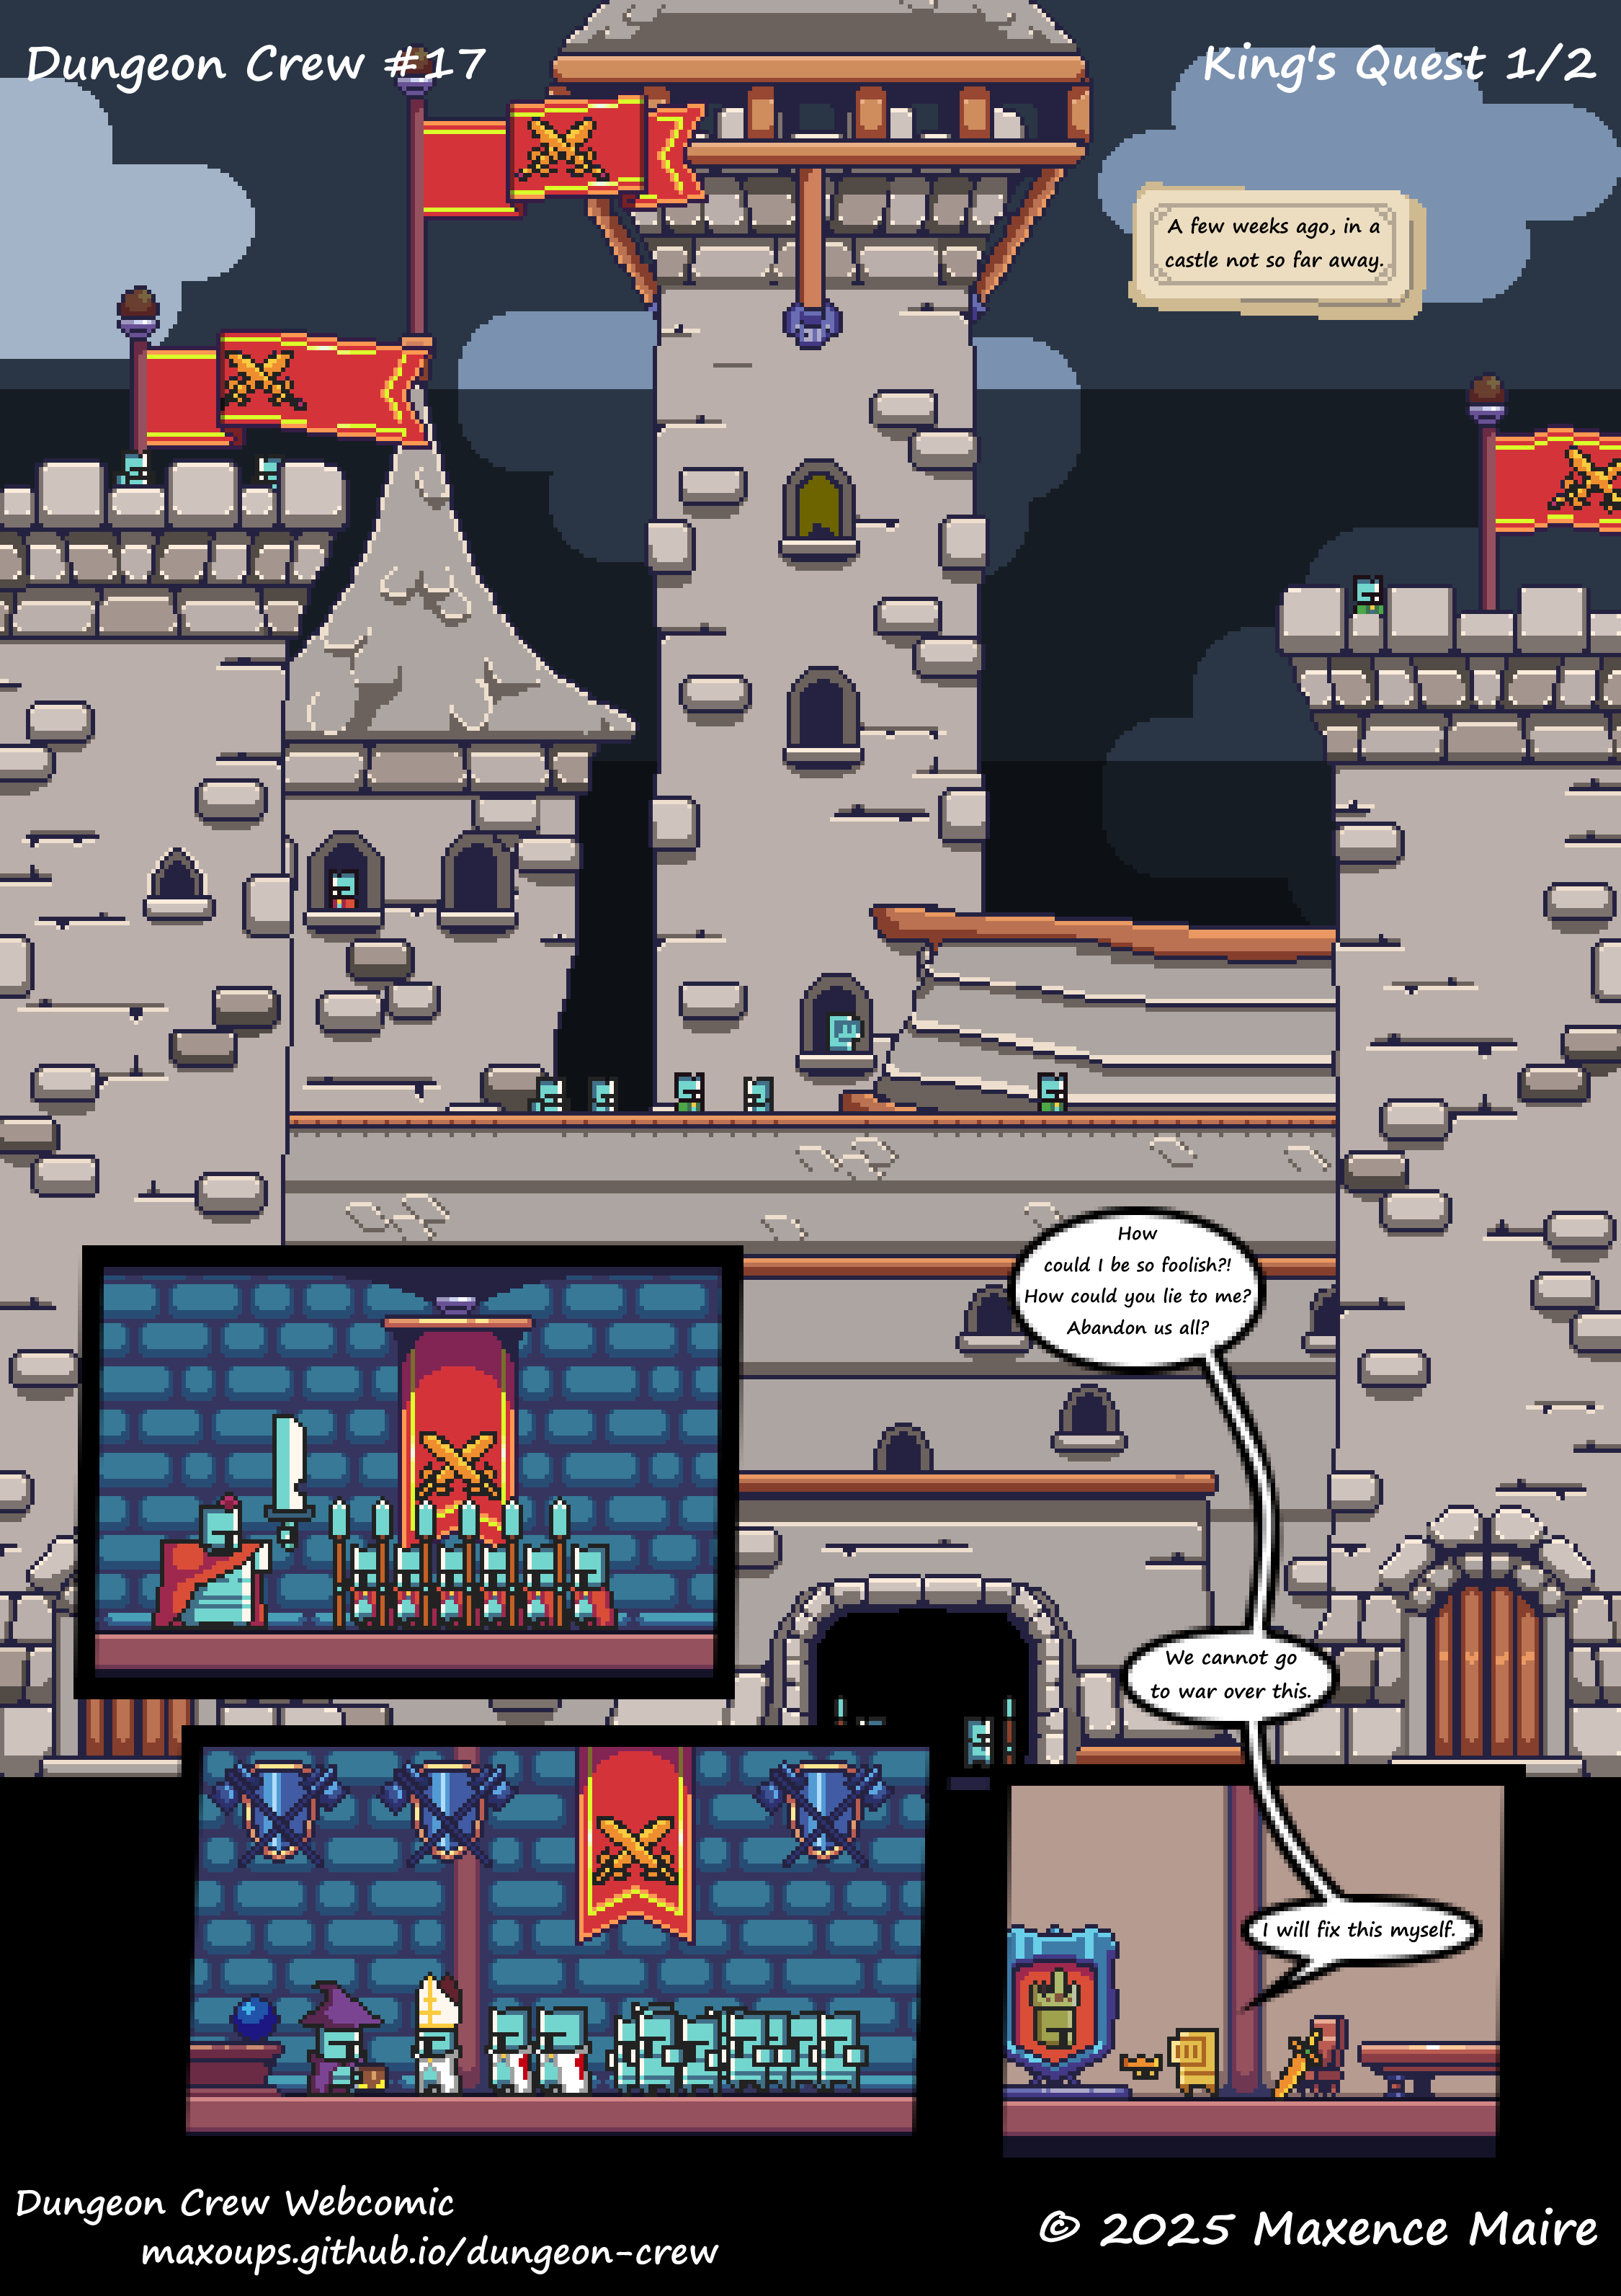 Dungeon Crew #17
King's Quest 1/2
A few weeks ago, in a
castle not so far away.
How
could I be so foolish?!
How could you lie to me?
Abandon us all?
We cannot go
to war over this.
I will fix this myself.
Dungeon Crew Webcomic
maxoups.github.io/dungeon-crew
© 2025 Maxence Maire